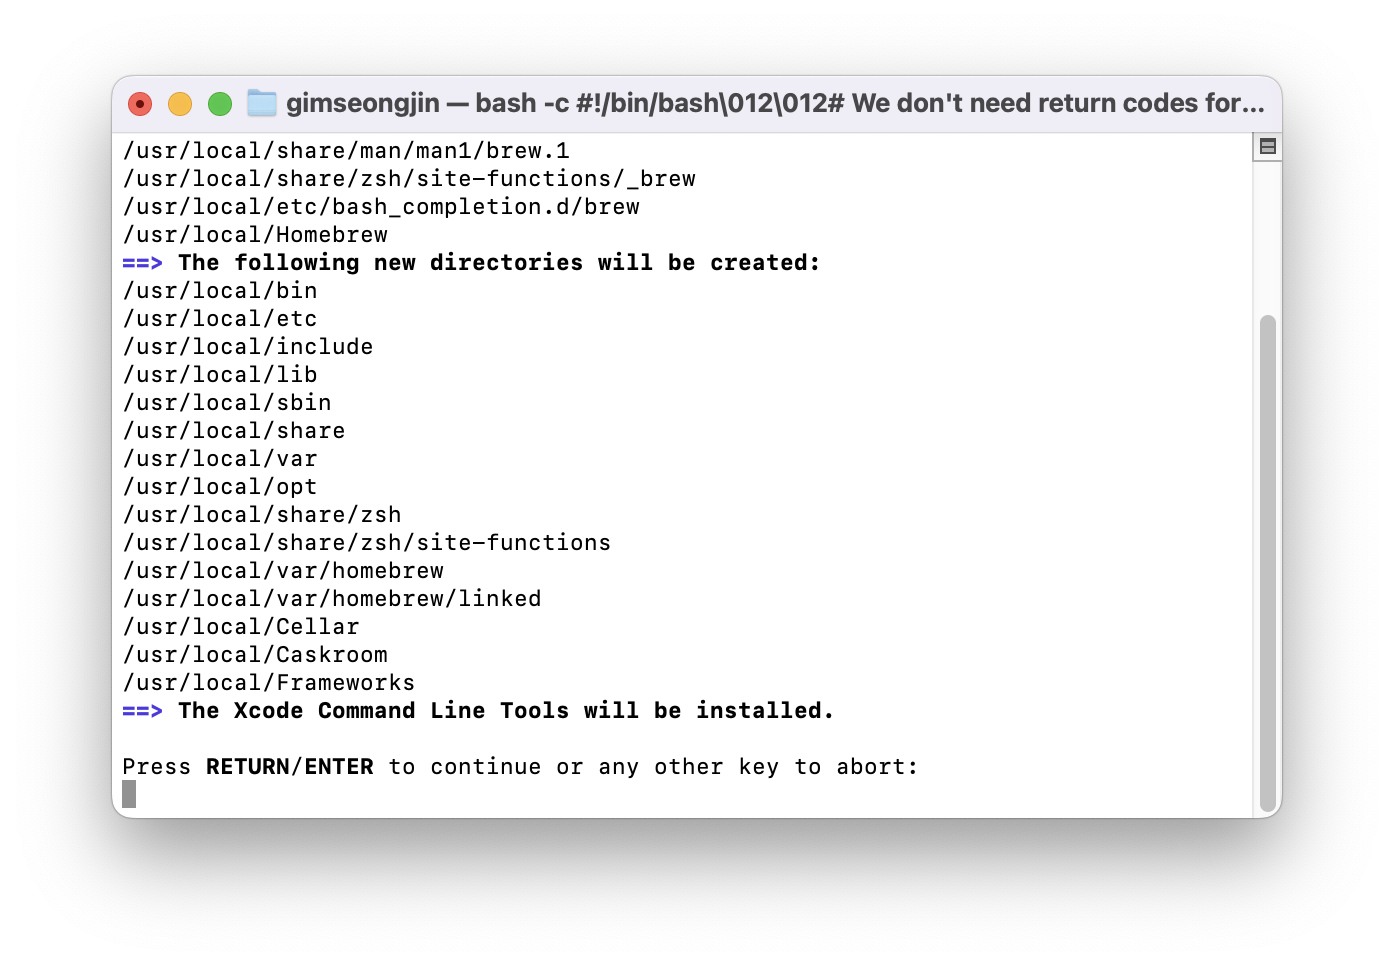 gimseongjin — bash -c #!/bin/bash\012\012# We don't need return codes for...
/usr/local/share/man/man1/brew.1
/usr/local/share/zsh/site-functions/_brew
/usr/local/etc/bash_completion.d/brew
/usr/local/Homebrew
==> The following new directories will be created:
/usr/local/bin
/usr/local/etc
/usr/local/include
/usr/local/lib
/usr/local/sbin
/usr/local/share
/usr/local/var
/usr/local/opt
/usr/local/share/zsh
/usr/local/share/zsh/site-functions
/usr/local/var/homebrew
/usr/local/var/homebrew/linked
/usr/local/Cellar
/usr/local/Caskroom
/usr/local/Frameworks
==> The Xcode Command Line Tools will be installed.
Press RETURN/ENTER to continue or any other key to abort: